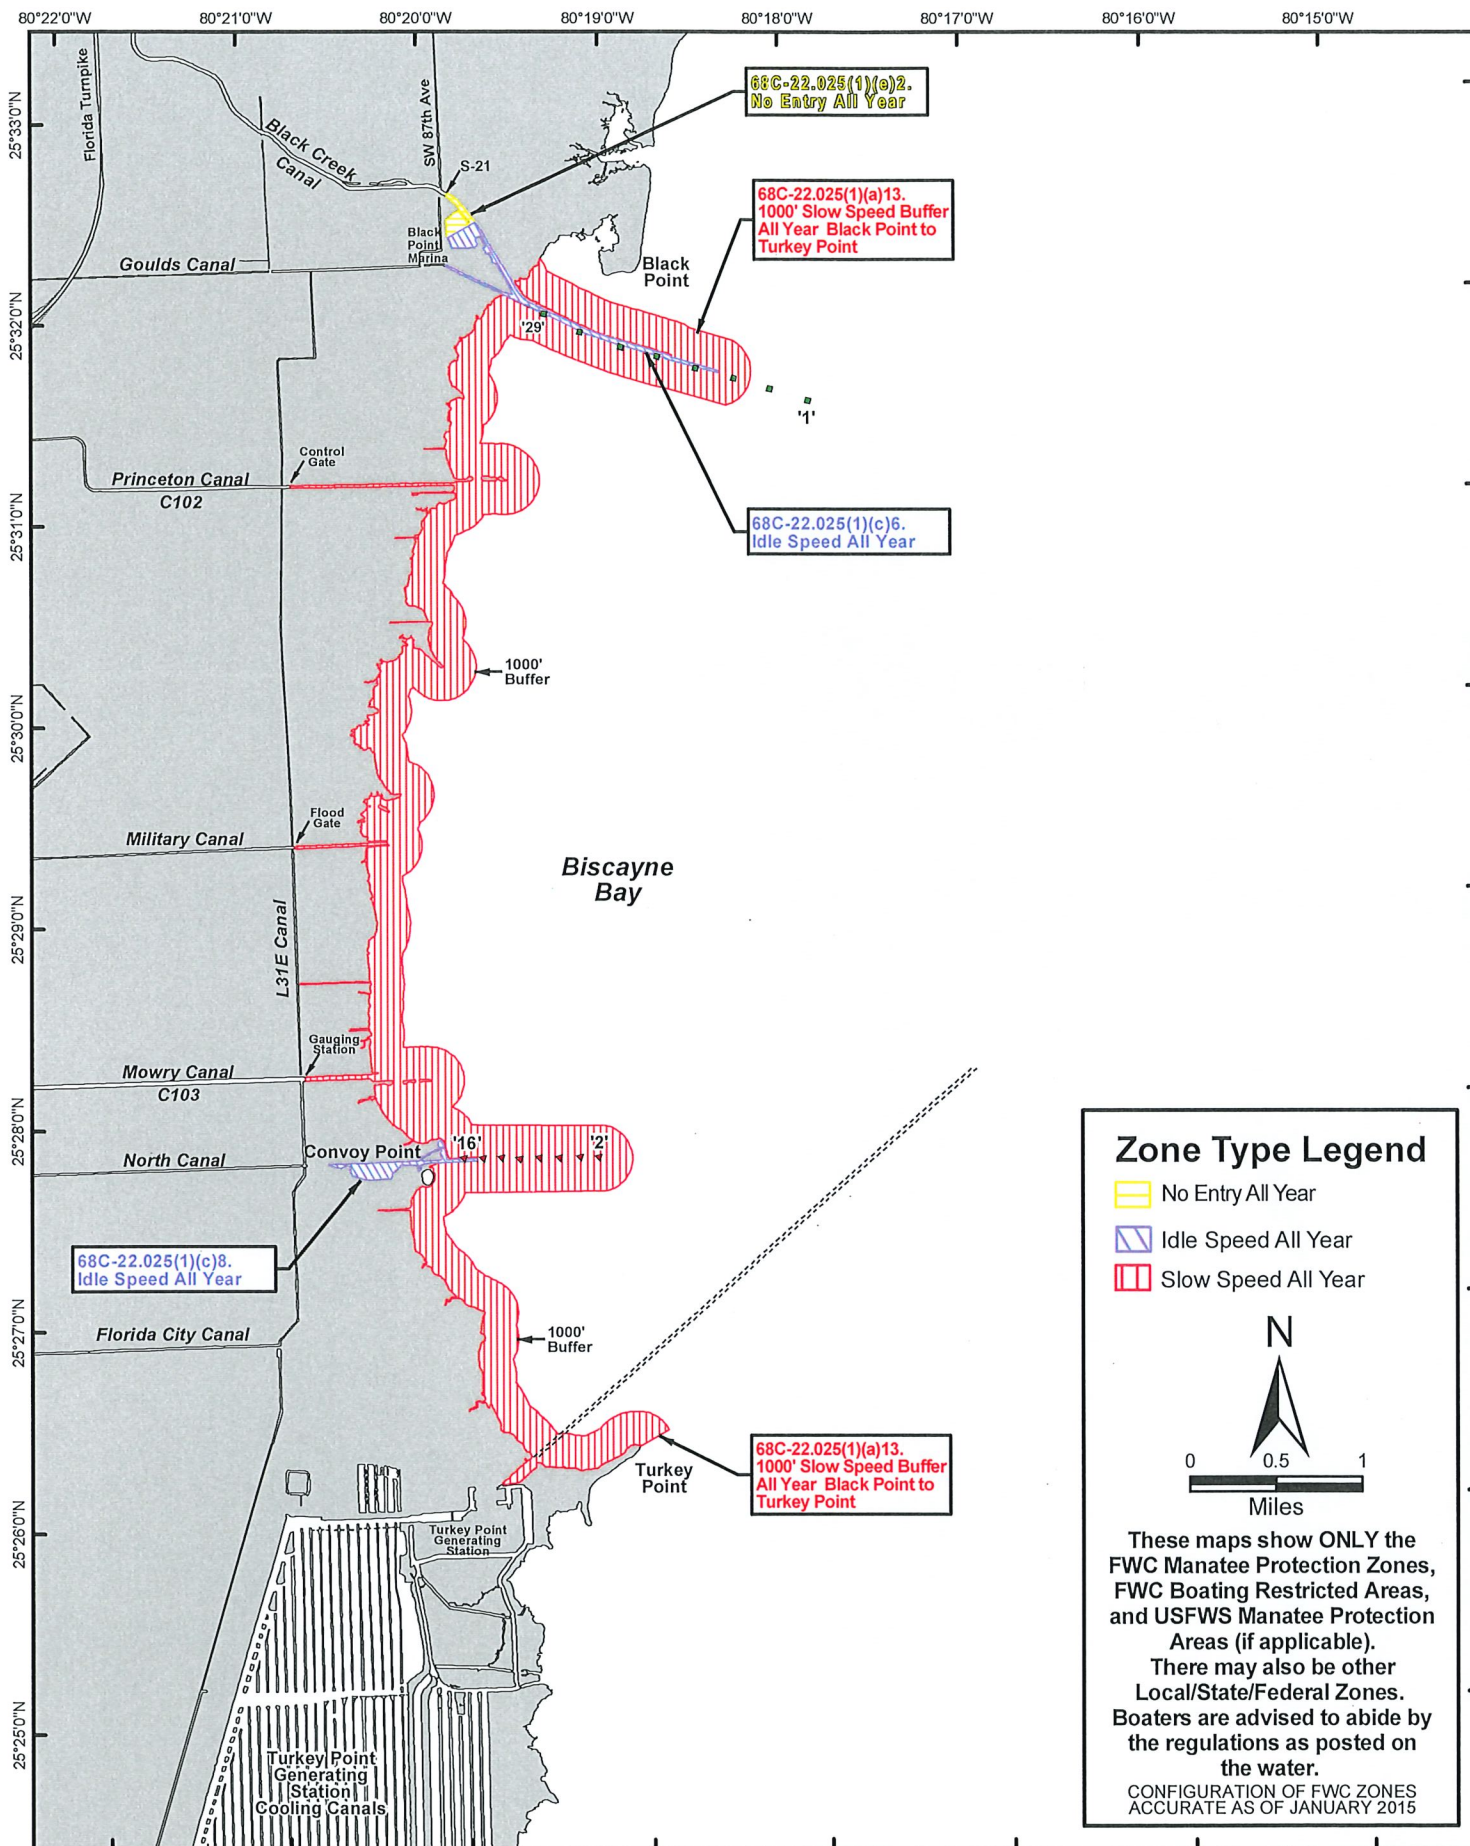 80°22'0"W
80°21'0"W
80°20'0"W
80°19'0"W
80°18'0"W
80°17'0"W
80°16'0"W
80°15'0"W
25°33'0"N
25°32'0"N
25°31'0"N
25°30'0"N
25°29'0"N
25°28'0"N
25°27'0"N
25°26'0"N
25°25'0"N
Florida Turnpike
SW 87th Ave
Black Creek
Canal
S-21
68C-22.025(1)(e)2.
No Entry All Year
68C-22.025(1)(a)13.
1000' Slow Speed Buffer
All Year Black Point to
Turkey Point
Black
Point
Marina
Goulds Canal
Black
Point
'29'
'1'
Control
Gate
Princeton Canal
C102
68C-22.025(1)(c)6.
Idle Speed All Year
1000'
Buffer
Flood
Gate
Military Canal
Biscayne
Bay
L31E Canal
Gauging
Station
Mowry Canal
C103
Convoy Point
'16'
'2'
North Canal
68C-22.025(1)(c)8.
Idle Speed All Year
Florida City Canal
1000'
Buffer
68C-22.025(1)(a)13.
1000' Slow Speed Buffer
All Year Black Point to
Turkey Point
Turkey
Point
Turkey Point
Generating
Station
Turkey Point
Generating
Station
Cooling Canals
Zone Type Legend
No Entry All Year
Idle Speed All Year
Slow Speed All Year
N
0 0.5 1
Miles
These maps show ONLY the
FWC Manatee Protection Zones,
FWC Boating Restricted Areas,
and USFWS Manatee Protection
Areas (if applicable).
There may also be other
Local/State/Federal Zones.
Boaters are advised to abide by
the regulations as posted on
the water.
CONFIGURATION OF FWC ZONES
ACCURATE AS OF JANUARY 2015